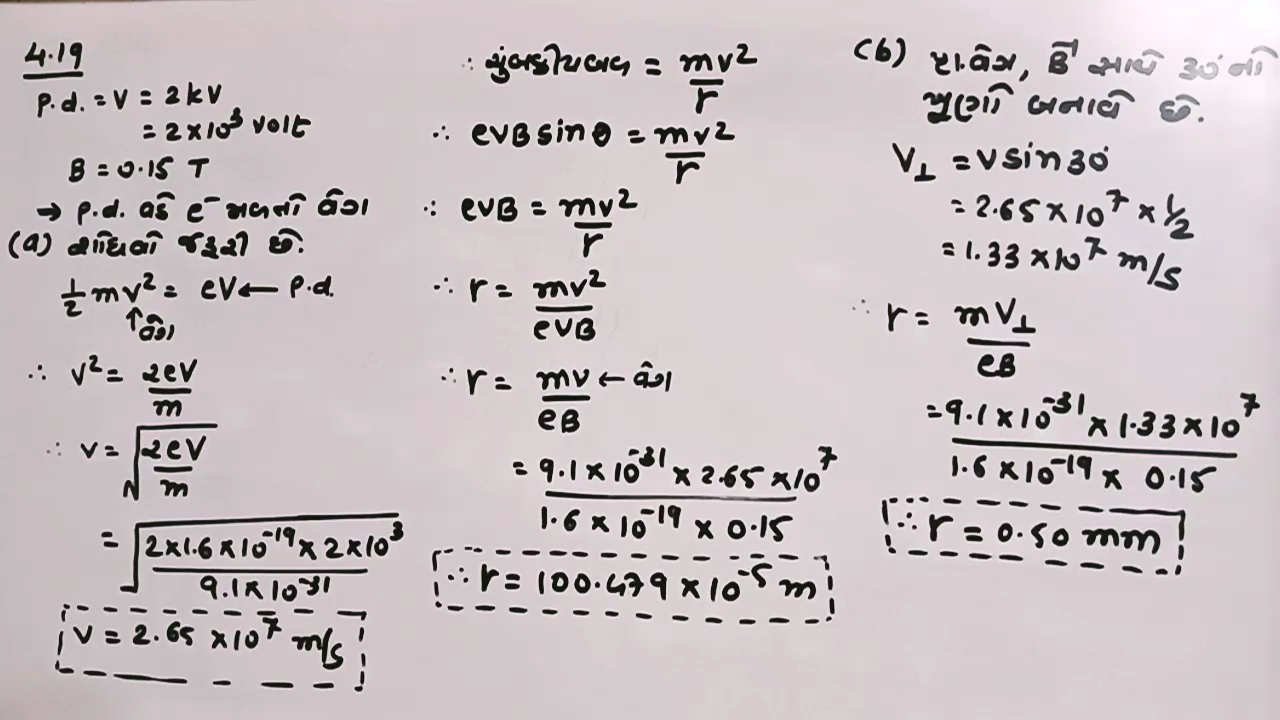 4.19
P.d. = V = 2kV
= 2×10³ volt
B = 0.15 T
→ P.d. વડે e⁻ મળતો વેગ
(a) શોધવો જરૂરી છે.
½mv² = eV ← P.d.
↑વેગ
∴ v² = 2eV/m
∴ v = √(2eV/m)
= √(2×1.6×10⁻¹⁹×2×10³/9.1×10⁻³¹)
v = 2.65×10⁷ m/s
∴ ચુંબકીયબળ = mv²/r
∴ evBsinθ = mv²/r
∴ evB = mv²/r
∴ r = mv²/evB
∴ r = mv/eB ← વેગ
= 9.1×10⁻³¹×2.65×10⁷/1.6×10⁻¹⁹×0.15
∴ r = 100.479×10⁻⁵ m
(b) પ્રા.વેગ, B⃗ સાથે 30°નો
ખુણો બનાવે છે.
V⊥ = vsin30°
= 2.65×10⁷×½
= 1.33×10⁷ m/s
∴ r = mV⊥/eB
= 9.1×10⁻³¹×1.33×10⁷/1.6×10⁻¹⁹×0.15
∴ r = 0.50 mm